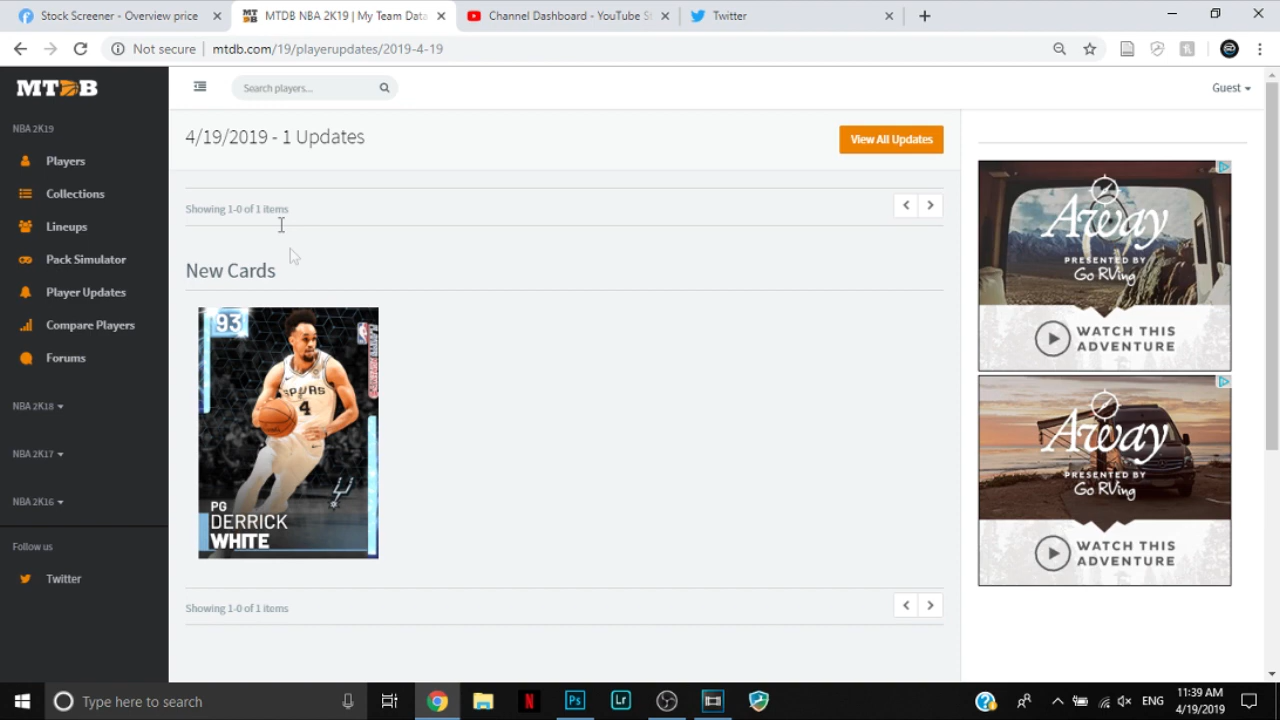 Stock Screener - Overview price
MTDB NBA 2K19 | My Team Data
Channel Dashboard - YouTube S
Twitter
Not secure
mtdb.com/19/playerupdates/2019-4-19
MTDB
Search players...
Guest
NBA 2K19
Players
Collections
Lineups
Pack Simulator
Player Updates
Compare Players
Forums
NBA 2K18
NBA 2K17
NBA 2K16
Follow us
Twitter
4/19/2019 - 1 Updates
View All Updates
Showing 1-0 of 1 items
New Cards
93
SPURS
4
PG
DERRICK
WHITE
Showing 1-0 of 1 items
Away
PRESENTED BY
Go RVing
WATCH THIS
ADVENTURE
Away
PRESENTED BY
Go RVing
WATCH THIS
ADVENTURE
Type here to search
N
Ps
Lr
ENG
11:39 AM
4/19/2019